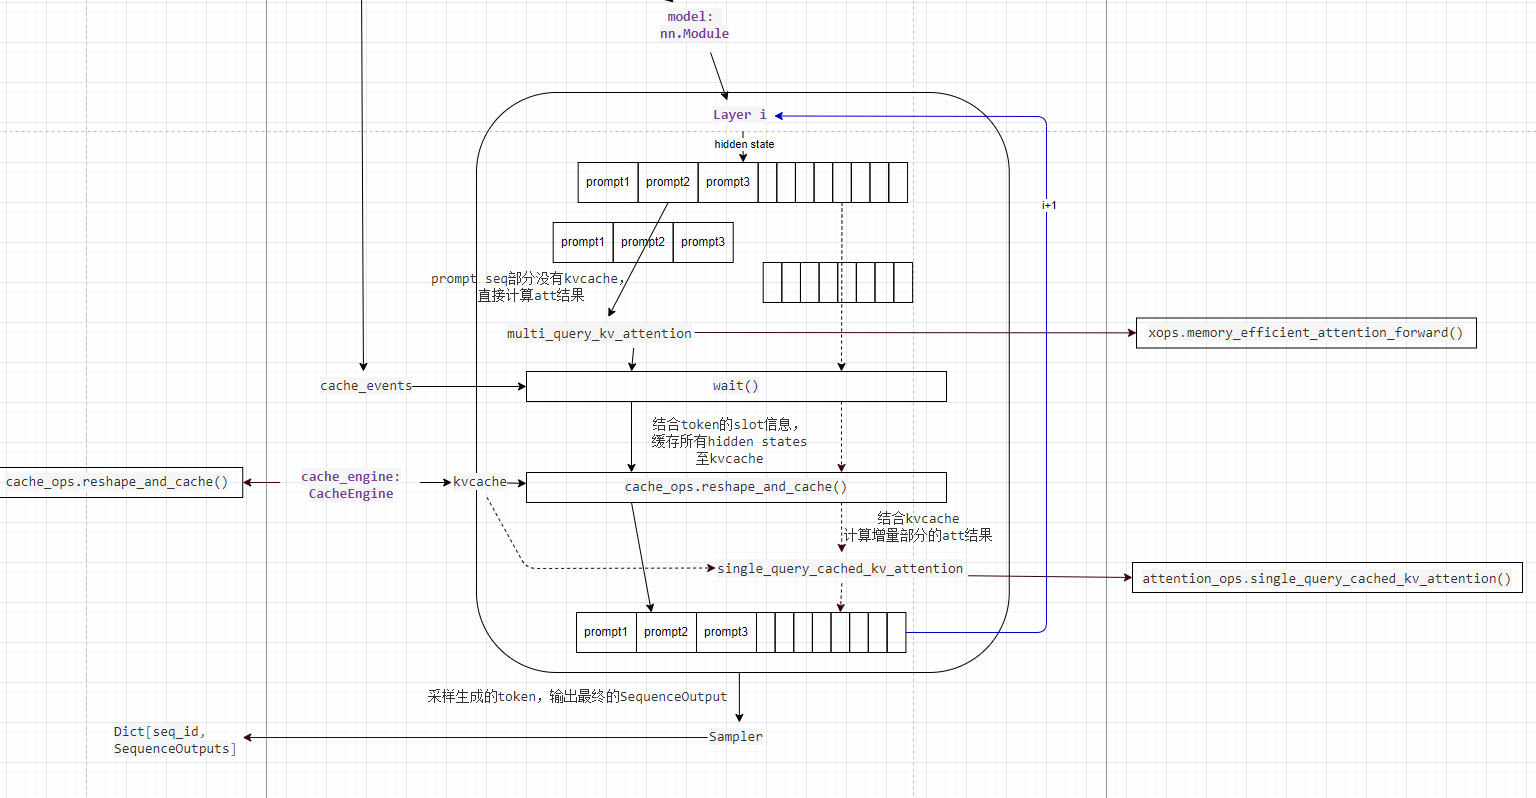 model:
nn.Module
Layer i
hidden state
prompt1 prompt2 prompt3
i+1
prompt1 prompt2 prompt3
prompt seq部分没有kvcache，
直接计算att结果
multi_query_kv_attention
xops.memory_efficient_attention_forward()
cache_events
wait()
结合token的slot信息，
缓存所有hidden states
至kvcache
cache_ops.reshape_and_cache()
cache_engine:
CacheEngine
kvcache
cache_ops.reshape_and_cache()
结合kvcache
计算增量部分的att结果
single_query_cached_kv_attention
attention_ops.single_query_cached_kv_attention()
prompt1 prompt2 prompt3
采样生成的token，输出最终的SequenceOutput
Sampler
Dict[seq_id,
SequenceOutputs]